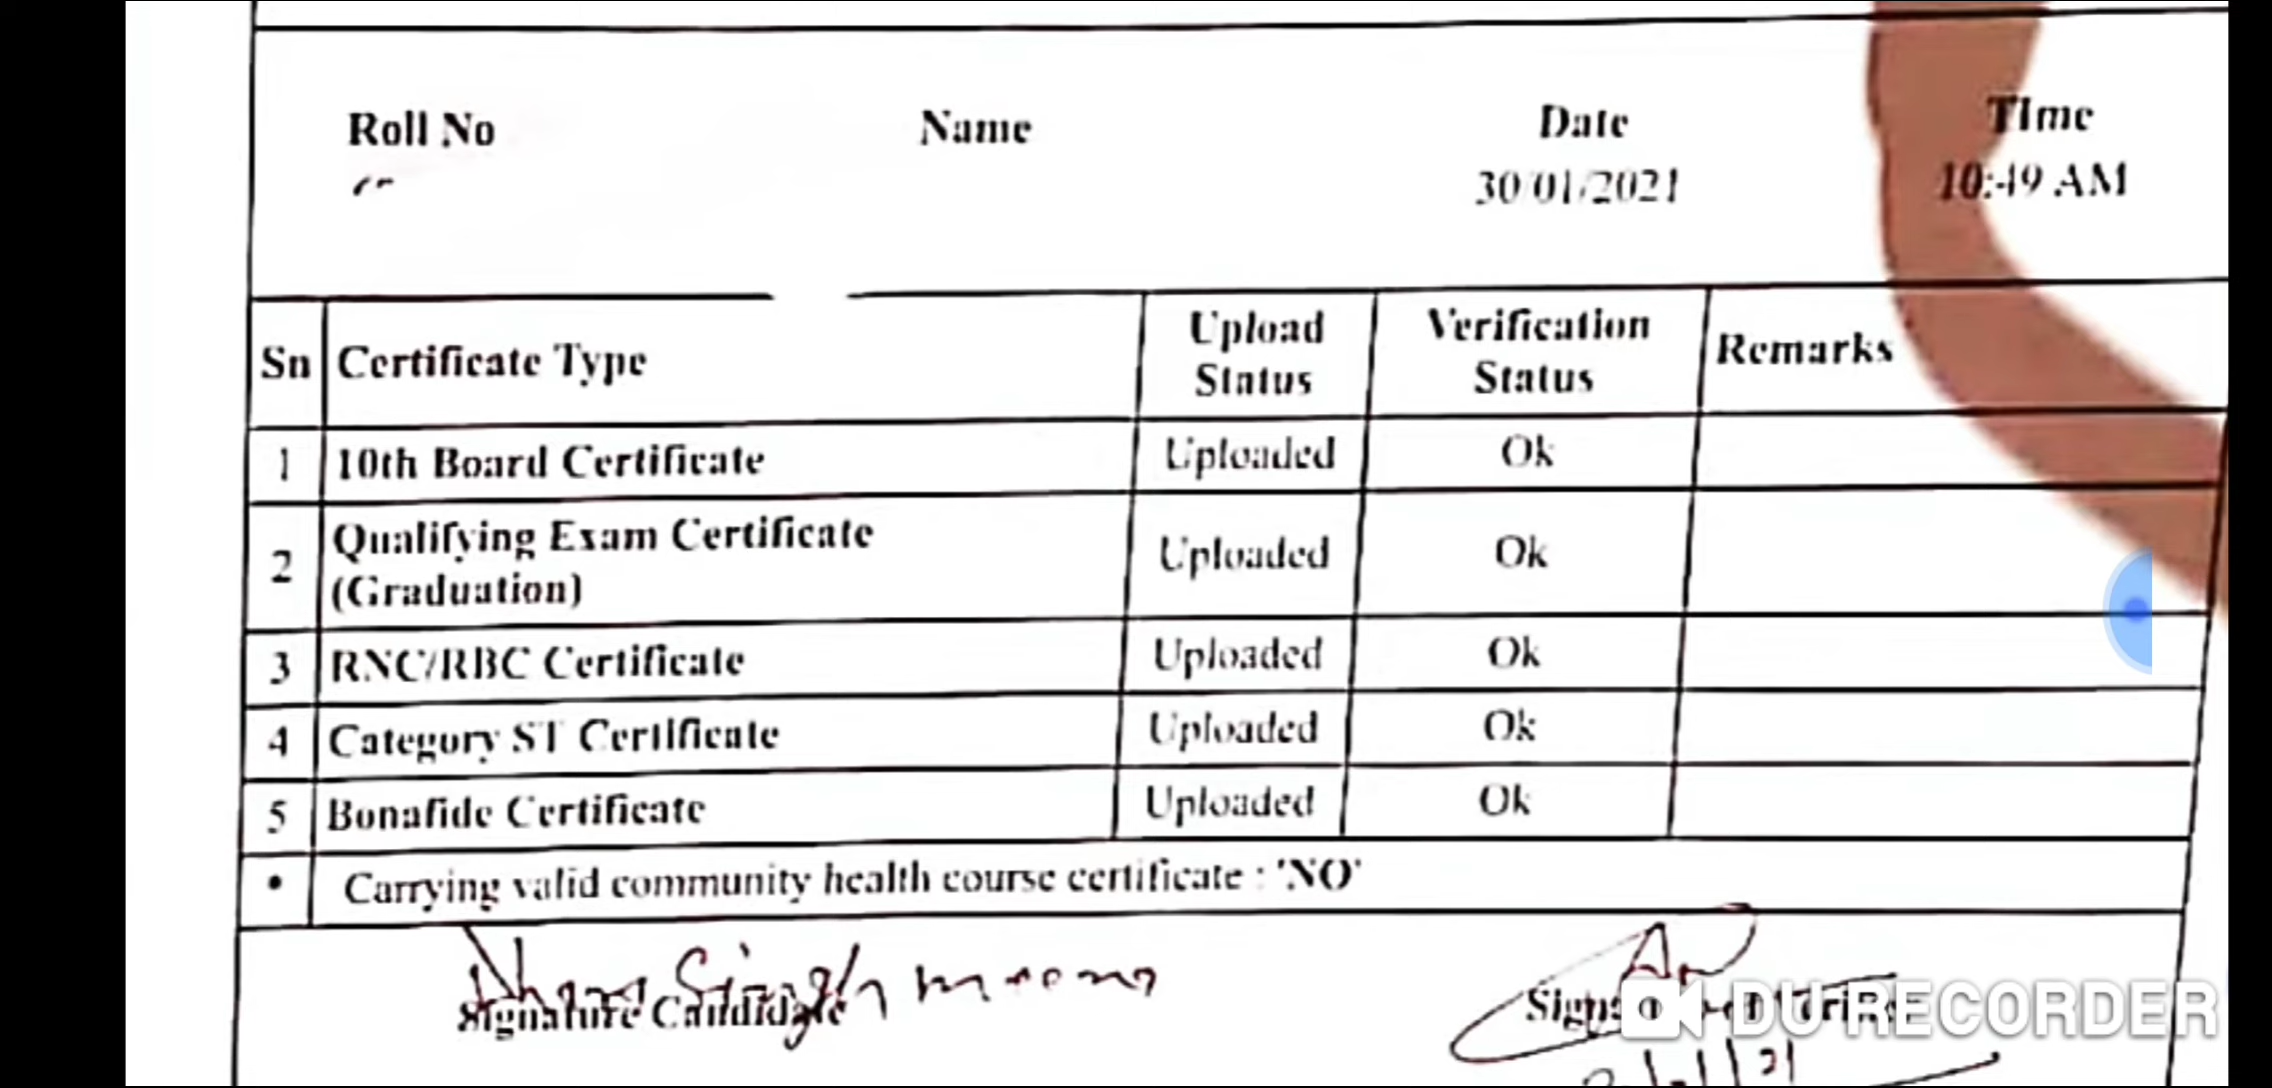 Roll No Name Date TIme
30/01/2021 10:49 AM
Sn Certificate Type Upload Status Verification Status Remarks
1 10th Board Certificate Uploaded Ok
2 Qualifying Exam Certificate (Graduation) Uploaded Ok
3 RNC/RBC Certificate Uploaded Ok
4 Category ST Certificate Uploaded Ok
5 Bonafide Certificate Uploaded Ok
• Carrying valid community health course certificate : 'NO'
Singh meena
Signature Candidate
DU RECORDER